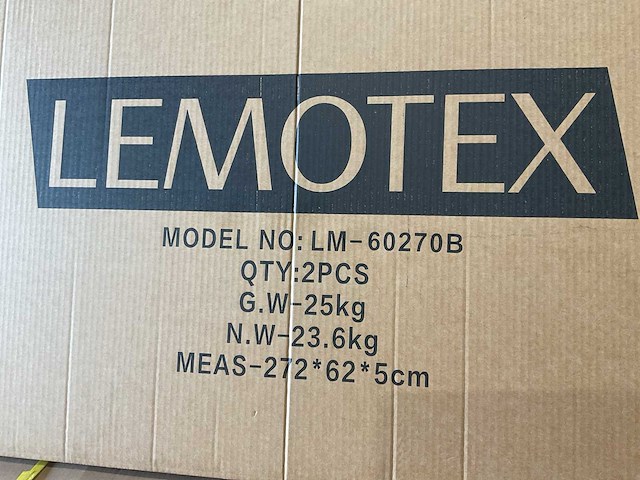 LEMOTEX
MODEL NO: LM-60270B
QTY:2PCS
G.W-25kg
N.W-23.6kg
MEAS-272*62*5cm